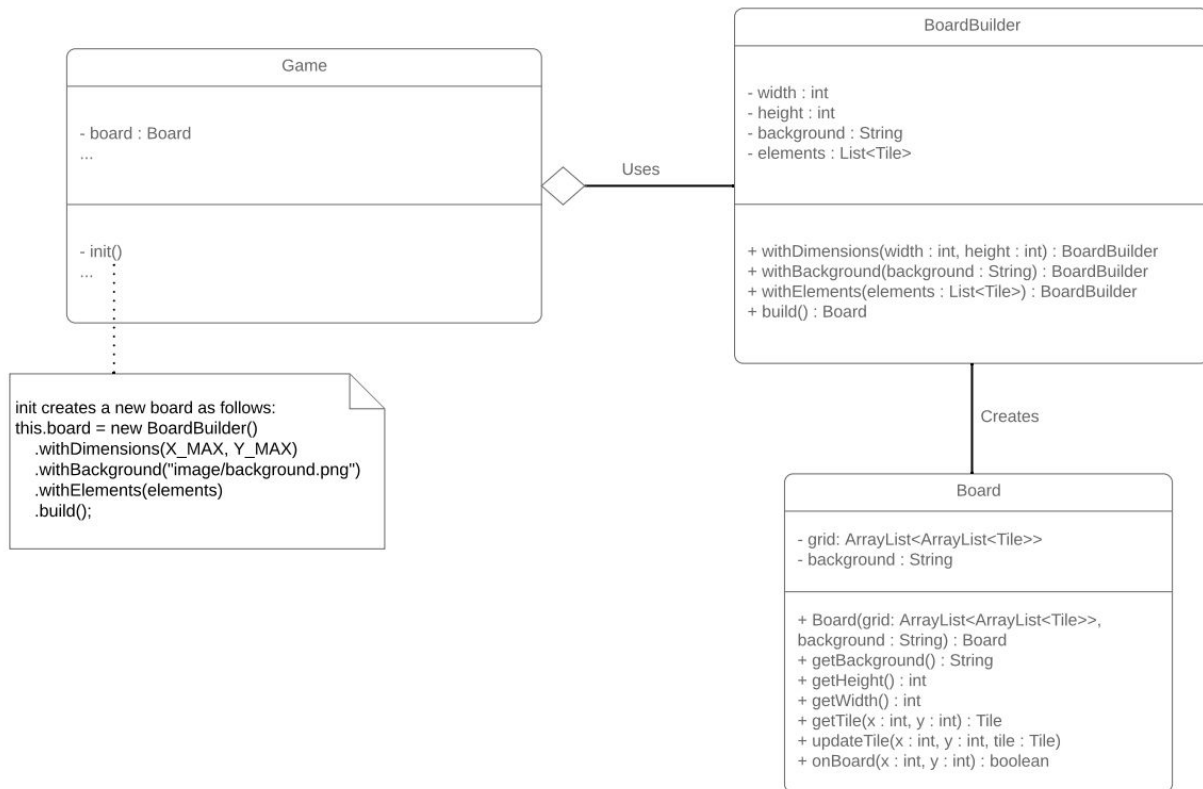 Game
- board : Board
...
- init()
...
init creates a new board as follows:
this.board = new BoardBuilder()
.withDimensions(X_MAX, Y_MAX)
.withBackground("image/background.png")
.withElements(elements)
.build();
Uses
BoardBuilder
- width : int
- height : int
- background : String
- elements : List<Tile>
+ withDimensions(width : int, height : int) : BoardBuilder
+ withBackground(background : String) : BoardBuilder
+ withElements(elements : List<Tile>) : BoardBuilder
+ build() : Board
Creates
Board
- grid: ArrayList<ArrayList<Tile>>
- background : String
+ Board(grid: ArrayList<ArrayList<Tile>>,
background : String) : Board
+ getBackground() : String
+ getHeight() : int
+ getWidth() : int
+ getTile(x : int, y : int) : Tile
+ updateTile(x : int, y : int, tile : Tile)
+ onBoard(x : int, y : int) : boolean